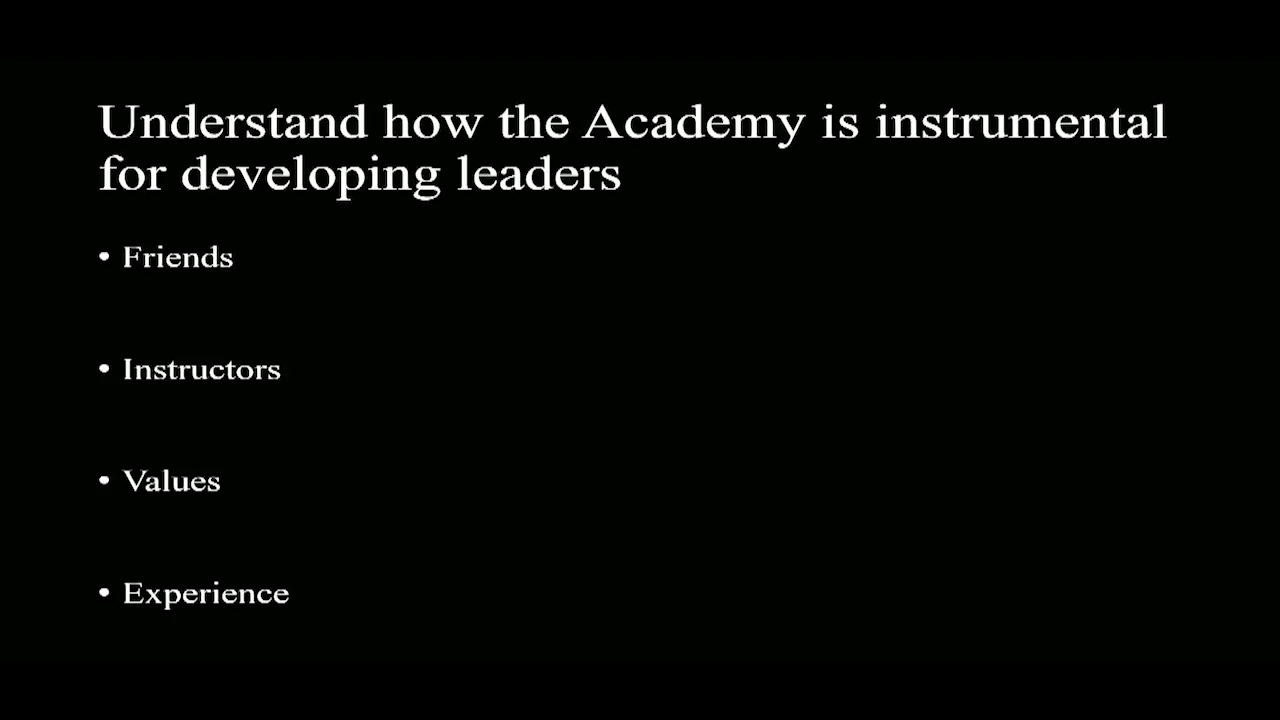 Understand how the Academy is instrumental
for developing leaders
• Friends
• Instructors
• Values
• Experience